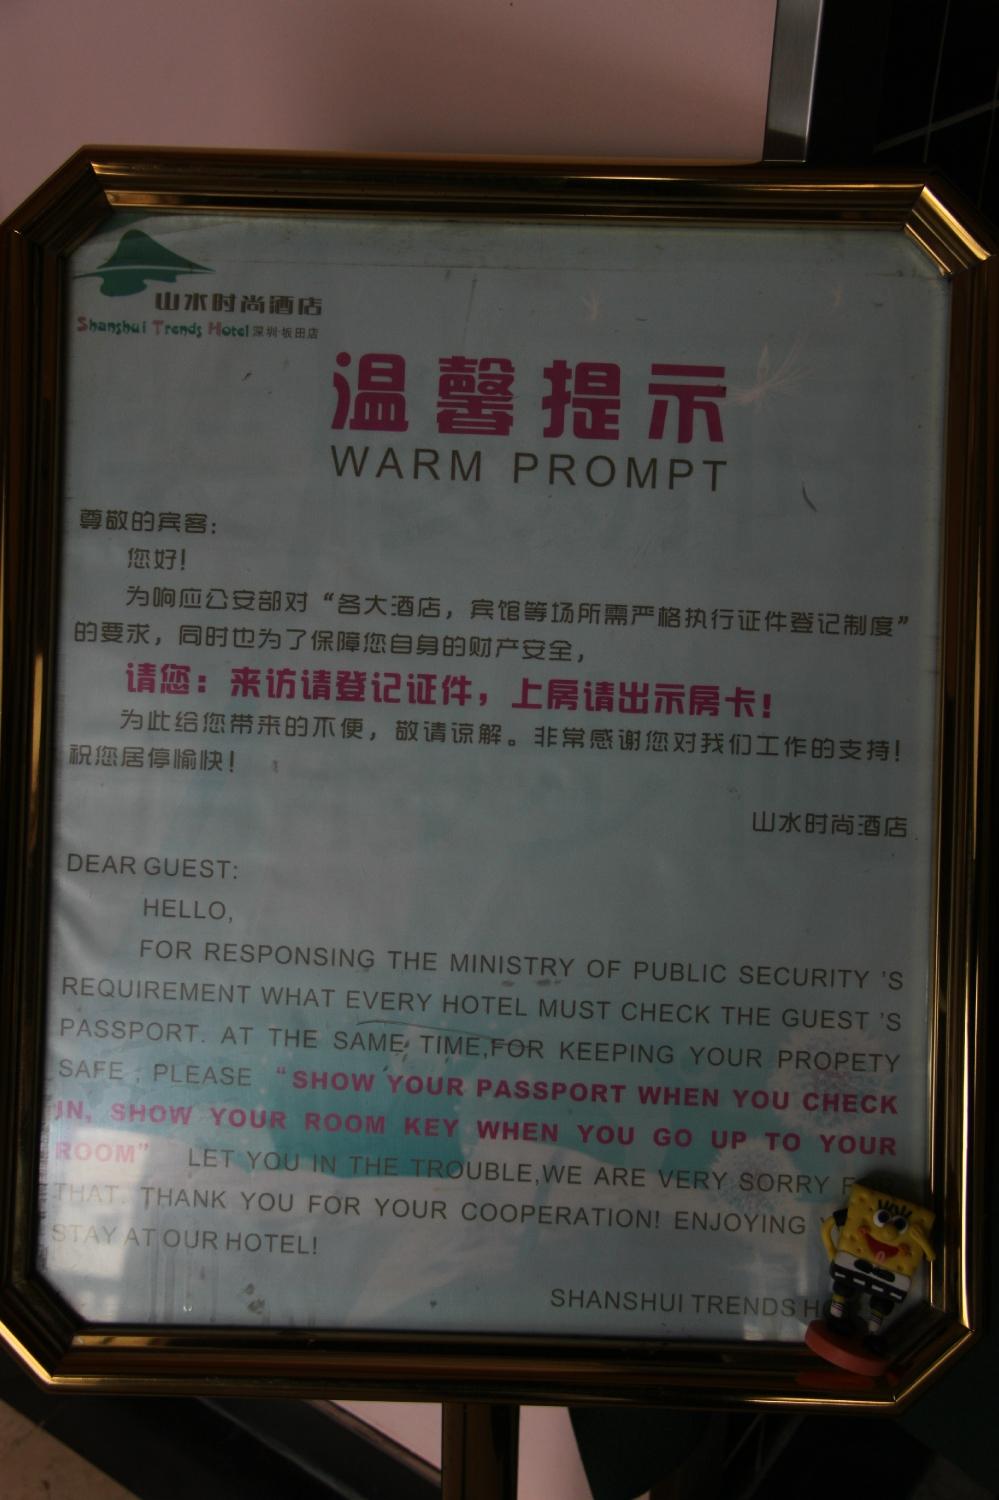 山水时尚酒店
Shanshui Trends Hotel 深圳·坂田店
温馨提示
WARM PROMPT
尊敬的宾客：
您好！
为响应公安部对“各大酒店，宾馆等场所需严格执行证件登记制度”
的要求，同时也为了保障您自身的财产安全，
请您：来访请登记证件，上房请出示房卡！
为此给您带来的不便，敬请谅解。非常感谢您对我们工作的支持！
祝您居停愉快！
山水时尚酒店
DEAR GUEST:
HELLO,
FOR RESPONSING THE MINISTRY OF PUBLIC SECURITY 'S
REQUIREMENT WHAT EVERY HOTEL MUST CHECK THE GUEST 'S
PASSPORT. AT THE SAME TIME,FOR KEEPING YOUR PROPETY
SAFE , PLEASE “SHOW YOUR PASSPORT WHEN YOU CHECK
IN, SHOW YOUR ROOM KEY WHEN YOU GO UP TO YOUR
ROOM” LET YOU IN THE TROUBLE,WE ARE VERY SORRY
THAT. THANK YOU FOR YOUR COOPERATION! ENJOYING
STAY AT OUR HOTEL!
SHANSHUI TRENDS